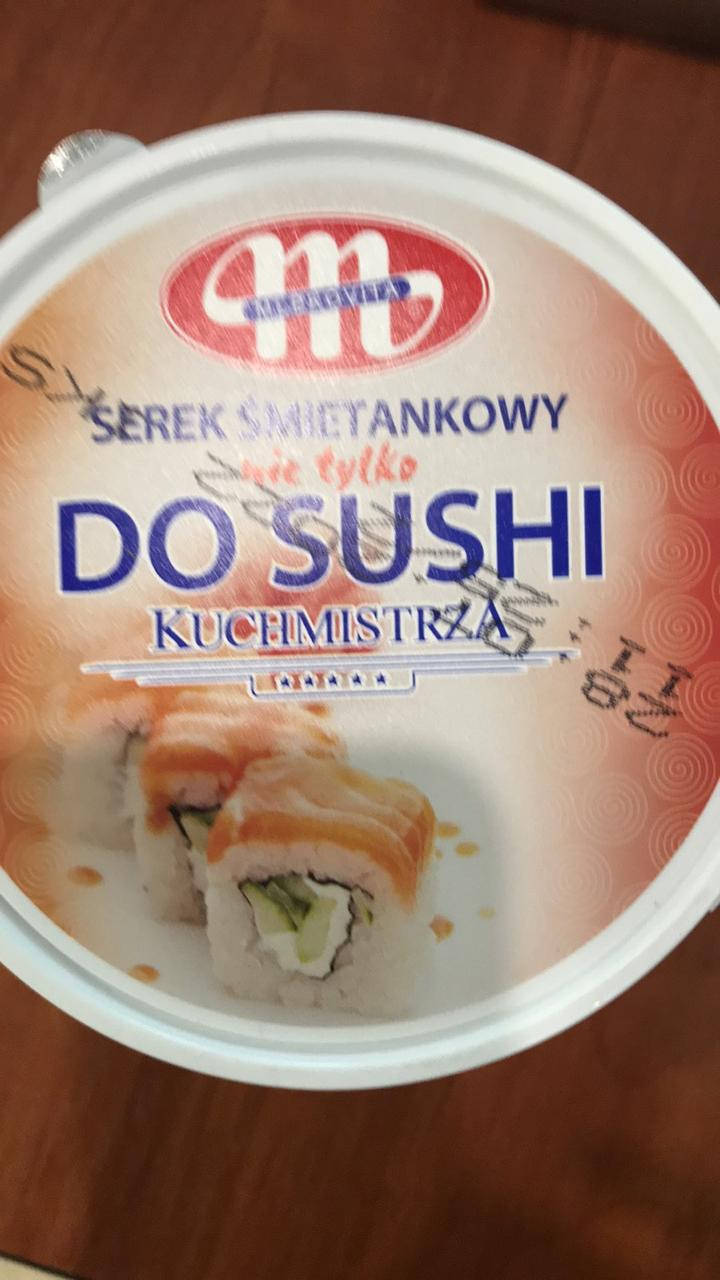 MLEKOVITA
SEREK ŚMIETANKOWY
nie tylko
DO SUSHI
KUCHMISTRZA